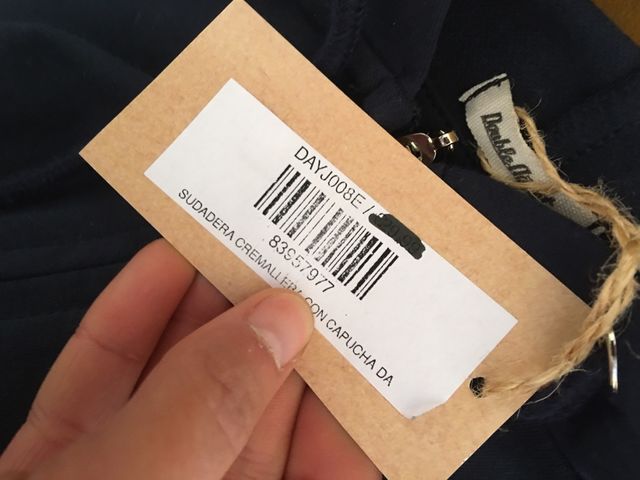 DAYJ008E /
83957977
SUDADERA CREMALLERA CON CAPUCHA DA